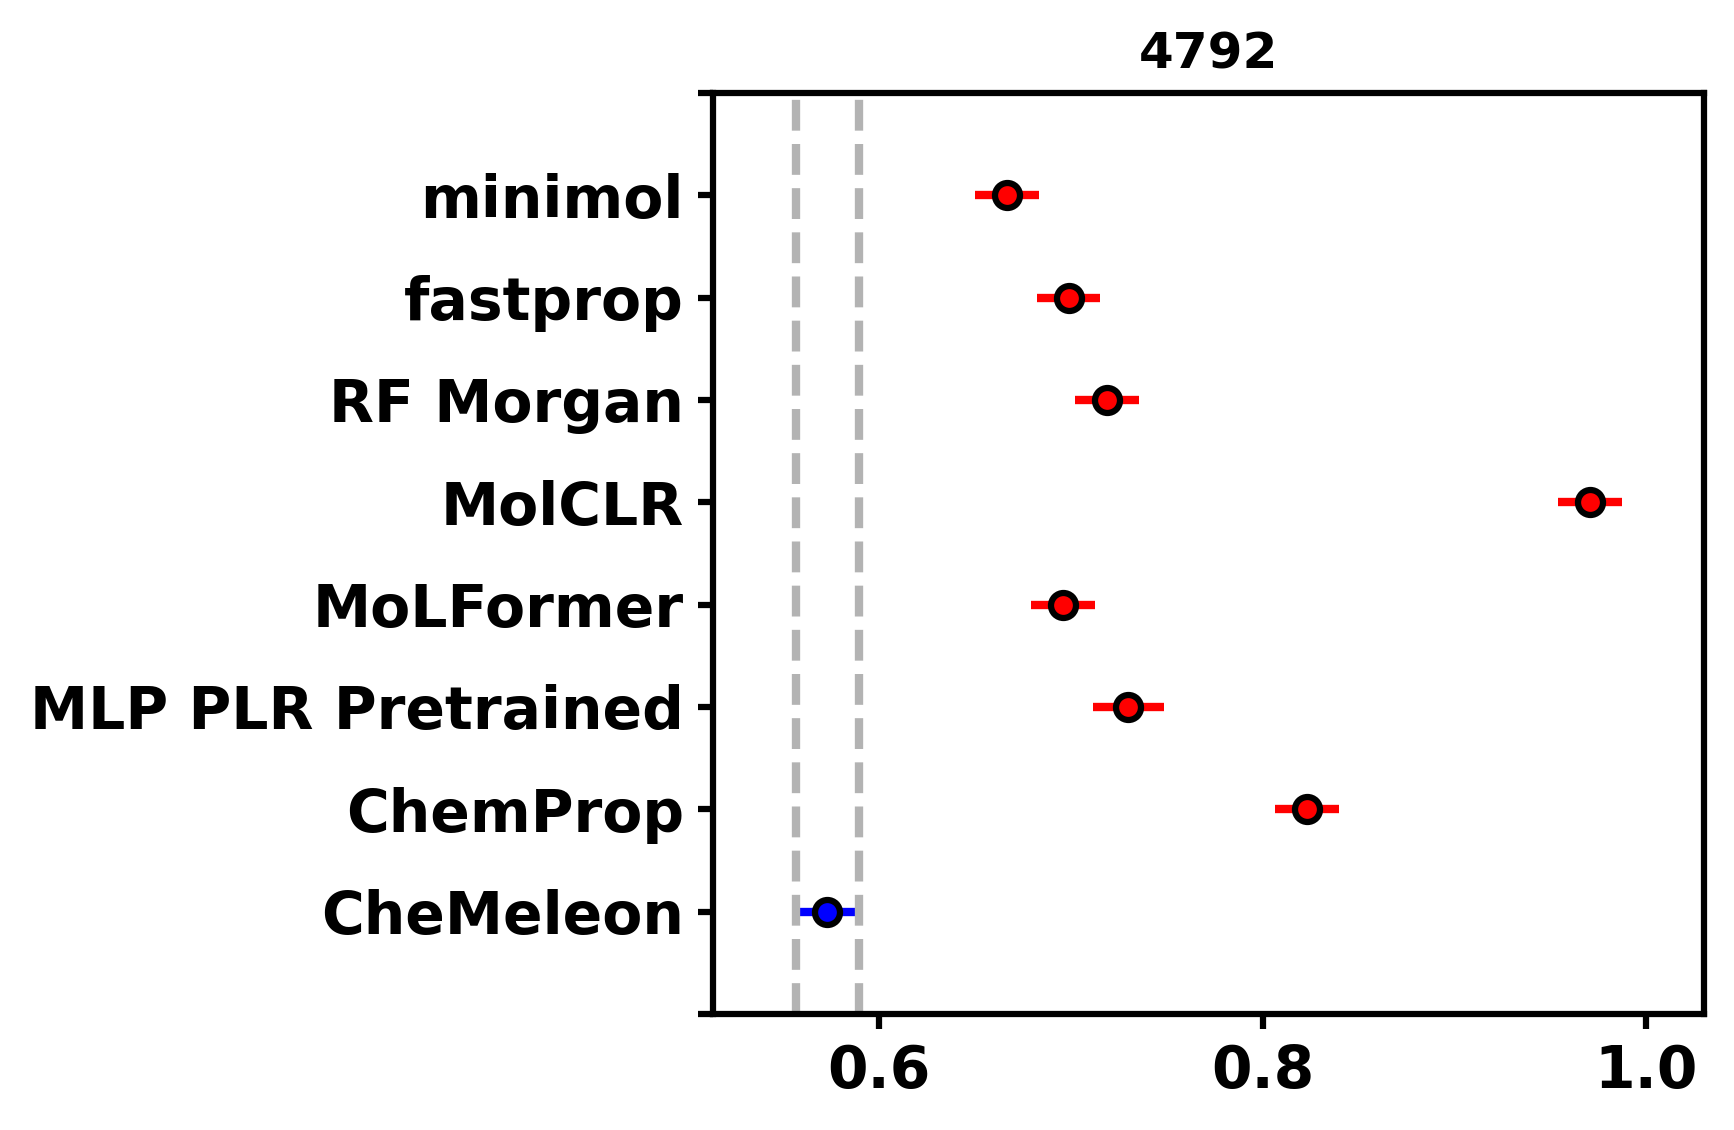 4792
minimol
fastprop
RF Morgan
MolCLR
MoLFormer
MLP PLR Pretrained
ChemProp
CheMeleon
0.6 0.8 1.0